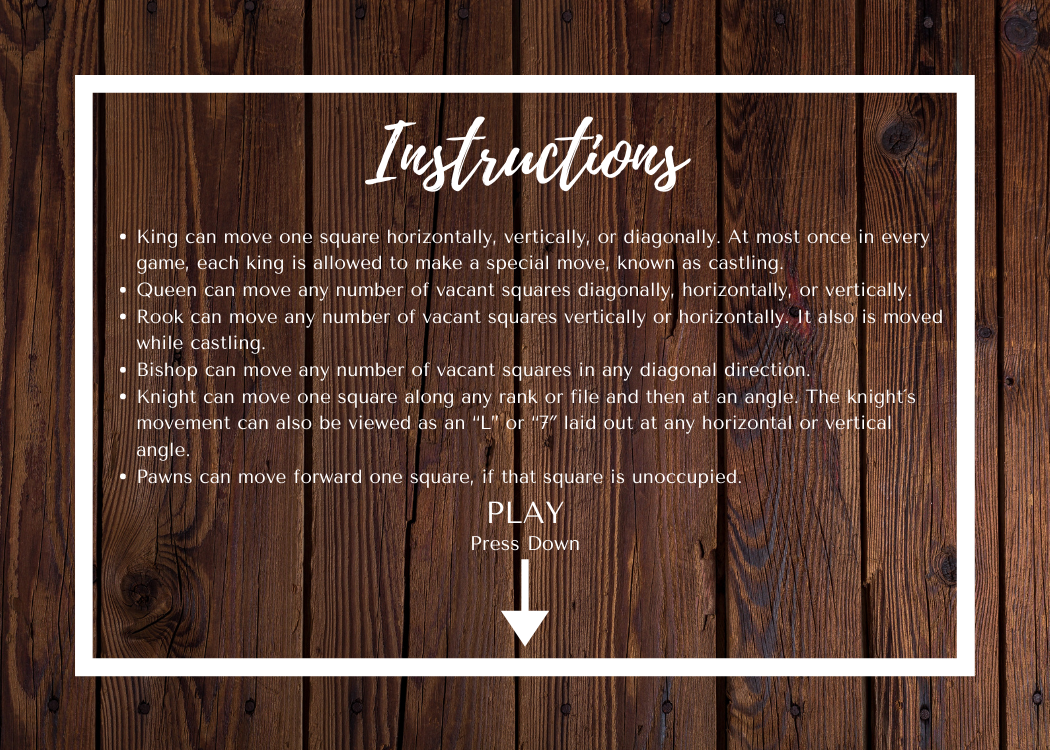 Instructions
• King can move one square horizontally, vertically, or diagonally. At most once in every
game, each king is allowed to make a special move, known as castling.
• Queen can move any number of vacant squares diagonally, horizontally, or vertically.
• Rook can move any number of vacant squares vertically or horizontally. It also is moved
while castling.
• Bishop can move any number of vacant squares in any diagonal direction.
• Knight can move one square along any rank or file and then at an angle. The knight's
movement can also be viewed as an “L” or “7” laid out at any horizontal or vertical
angle.
• Pawns can move forward one square, if that square is unoccupied.
PLAY
Press Down